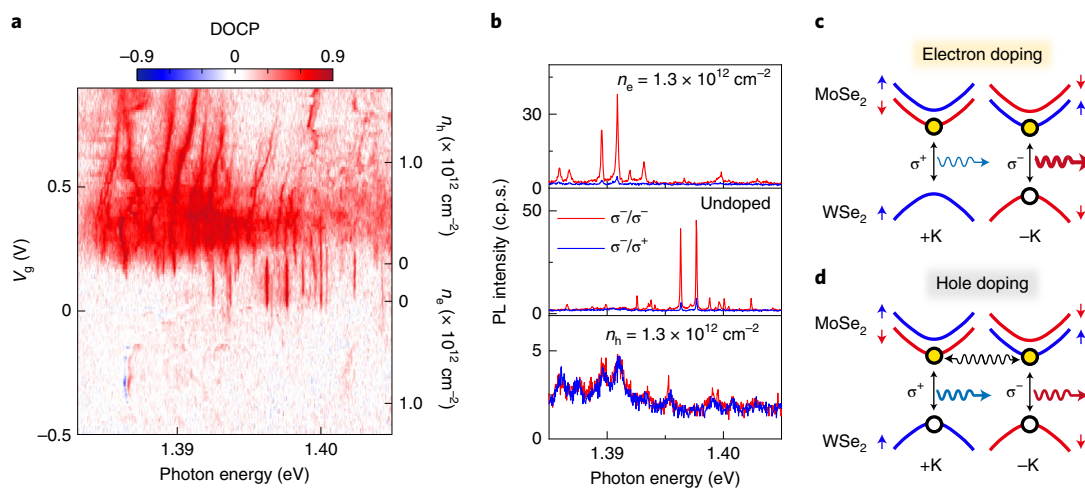 a
DOCP
−0.9 0 0.9
V_g (V)
0.5
0
−0.5
n_h (× 10^12 cm^−2)
1.0
0
0
n_e (× 10^12 cm^−2)
1.0
1.39 1.40
Photon energy (eV)
b
PL intensity (c.p.s.)
n_e = 1.3 × 10^12 cm^−2
30
0
Undoped
50
σ^−/σ^−
σ^−/σ^+
0
n_h = 1.3 × 10^12 cm^−2
5
0
1.39 1.40
Photon energy (eV)
c
Electron doping
MoSe_2
σ^+ σ^−
WSe_2
+K −K
d
Hole doping
MoSe_2
σ^+ σ^−
WSe_2
+K −K